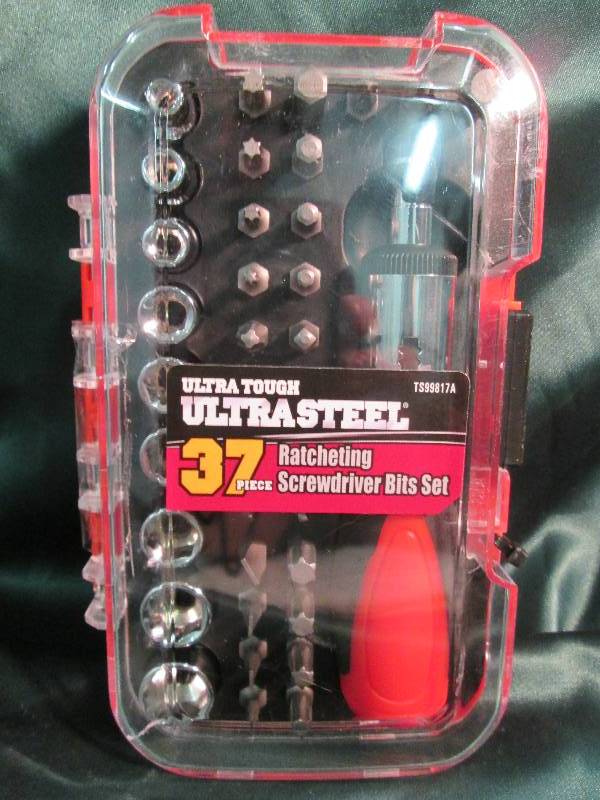 ULTRA TOUGH TS99817A
ULTRASTEEL®
37 PIECE Ratcheting
Screwdriver Bits Set